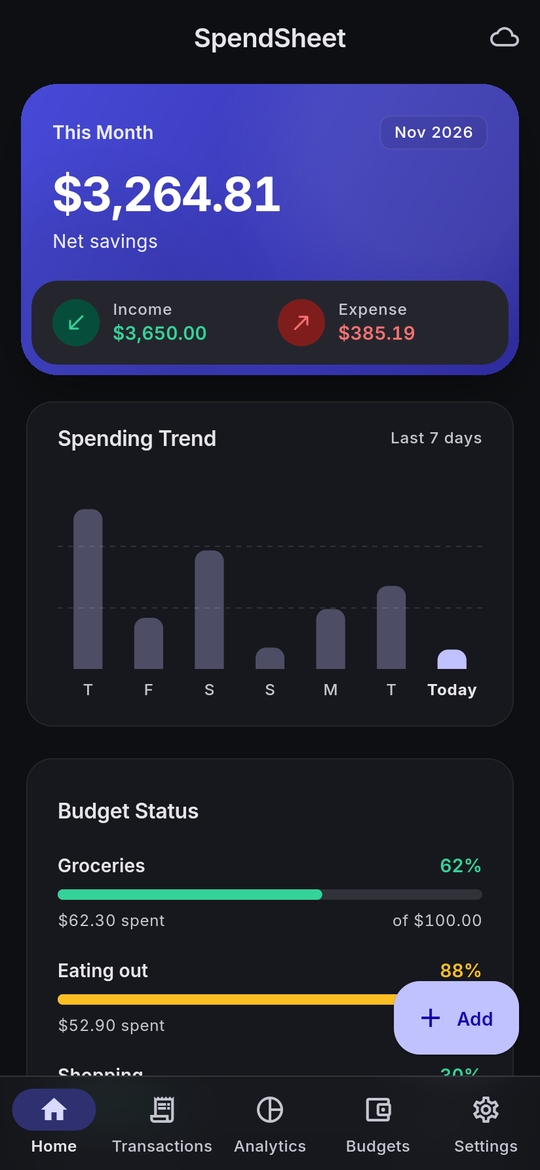 SpendSheet
This Month
Nov 2026
$3,264.81
Net savings
Income
$3,650.00
Expense
$385.19
Spending Trend
Last 7 days
T F S S M T Today
Budget Status
Groceries 62%
$62.30 spent of $100.00
Eating out 88%
$52.90 spent
Add
Shopping 30%
Home Transactions Analytics Budgets Settings